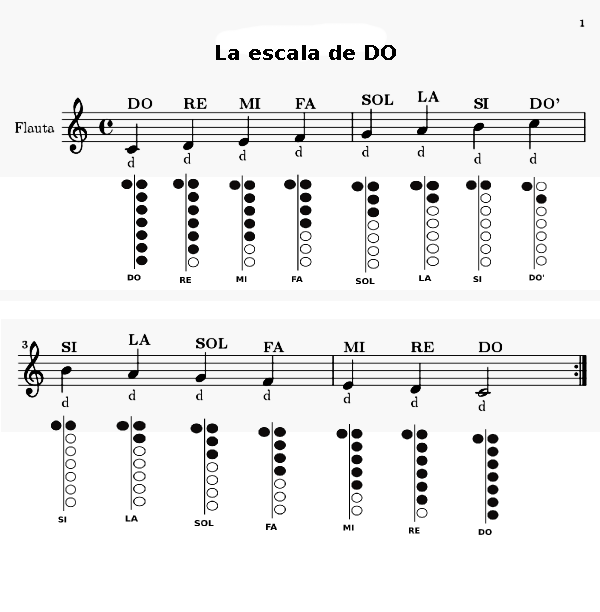 1
La escala de DO
DO RE MI FA SOL LA SI DO'
Flauta
d d d d d d d d
DO RE MI FA SOL LA SI DO'
3
SI LA SOL FA MI RE DO
d d d d d d d
SI LA SOL FA MI RE DO